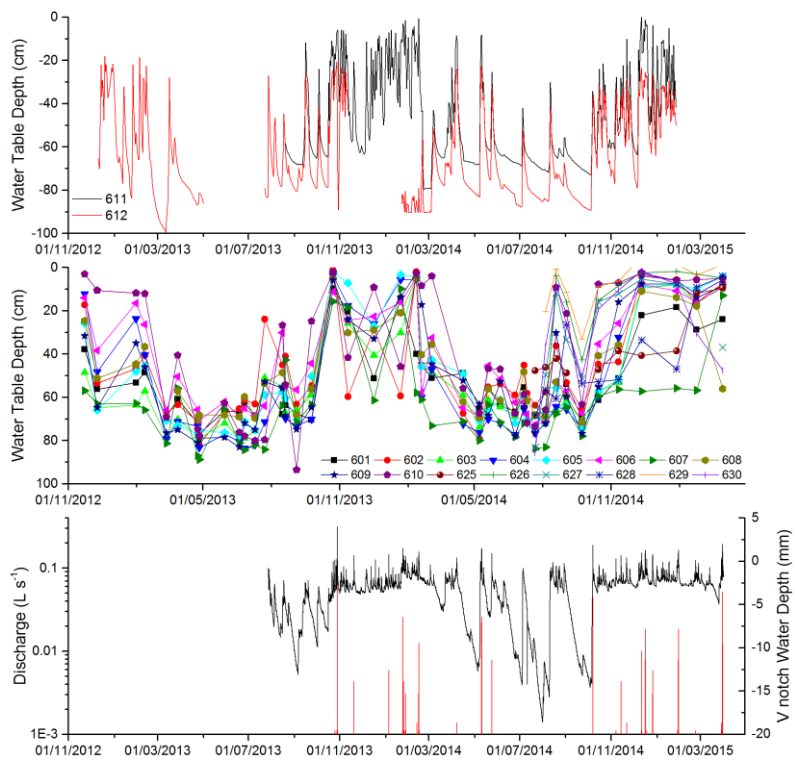 0
-20
-40
-60
-80
-100
Water Table Depth (cm)
611
612
01/11/2012 01/03/2013 01/07/2013 01/11/2013 01/03/2014 01/07/2014 01/11/2014 01/03/2015
0
20
40
60
80
100
Water Table Depth (cm)
601 602 603 604 605 606 607 608
609 610 625 626 627 628 629 630
01/11/2012 01/05/2013 01/11/2013 01/05/2014 01/11/2014
0.1
0.01
1E-3
Discharge (L s⁻¹)
5
0
-5
-10
-15
-20
V notch Water Depth (mm)
01/11/2012 01/03/2013 01/07/2013 01/11/2013 01/03/2014 01/07/2014 01/11/2014 01/03/2015